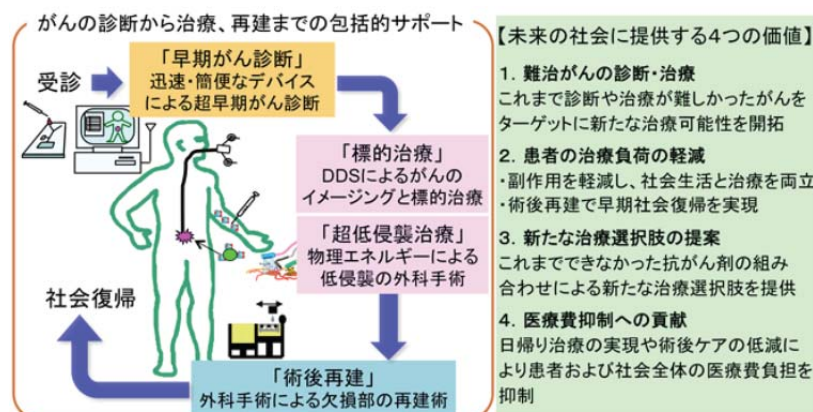 がんの診断から治療、再建までの包括的サポート
受診
「早期がん診断」
迅速・簡便なデバイス
による超早期がん診断
「標的治療」
DDSによるがんの
イメージングと標的治療
「超低侵襲治療」
物理エネルギーによる
低侵襲の外科手術
「術後再建」
外科手術による欠損部の再建術
社会復帰
【未来の社会に提供する4つの価値】
1. 難治がんの診断・治療
これまで診断や治療が難しかったがんを
ターゲットに新たな治療可能性を開拓
2. 患者の治療負荷の軽減
・副作用を軽減し、社会生活と治療を両立
・術後再建で早期社会復帰を実現
3. 新たな治療選択肢の提案
これまでできなかった抗がん剤の組み
合わせによる新たな治療選択肢を提供
4. 医療費抑制への貢献
日帰り治療の実現や術後ケアの低減に
より患者および社会全体の医療費負担を
抑制